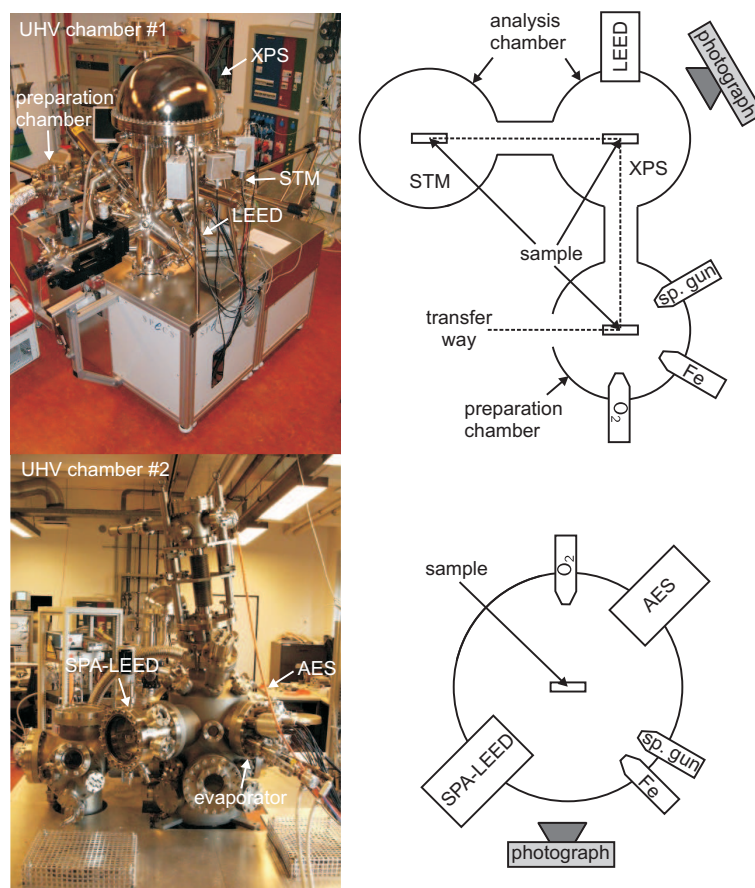 UHV chamber #1
XPS
preparation
chamber
STM
LEED
analysis
chamber
LEED
photograph
STM
XPS
sample
sp. gun
transfer
way
Fe
preparation
chamber
O₂
UHV chamber #2
SPA-LEED
AES
evaporator
sample
O₂
AES
SPA-LEED
sp. gun
Fe
photograph